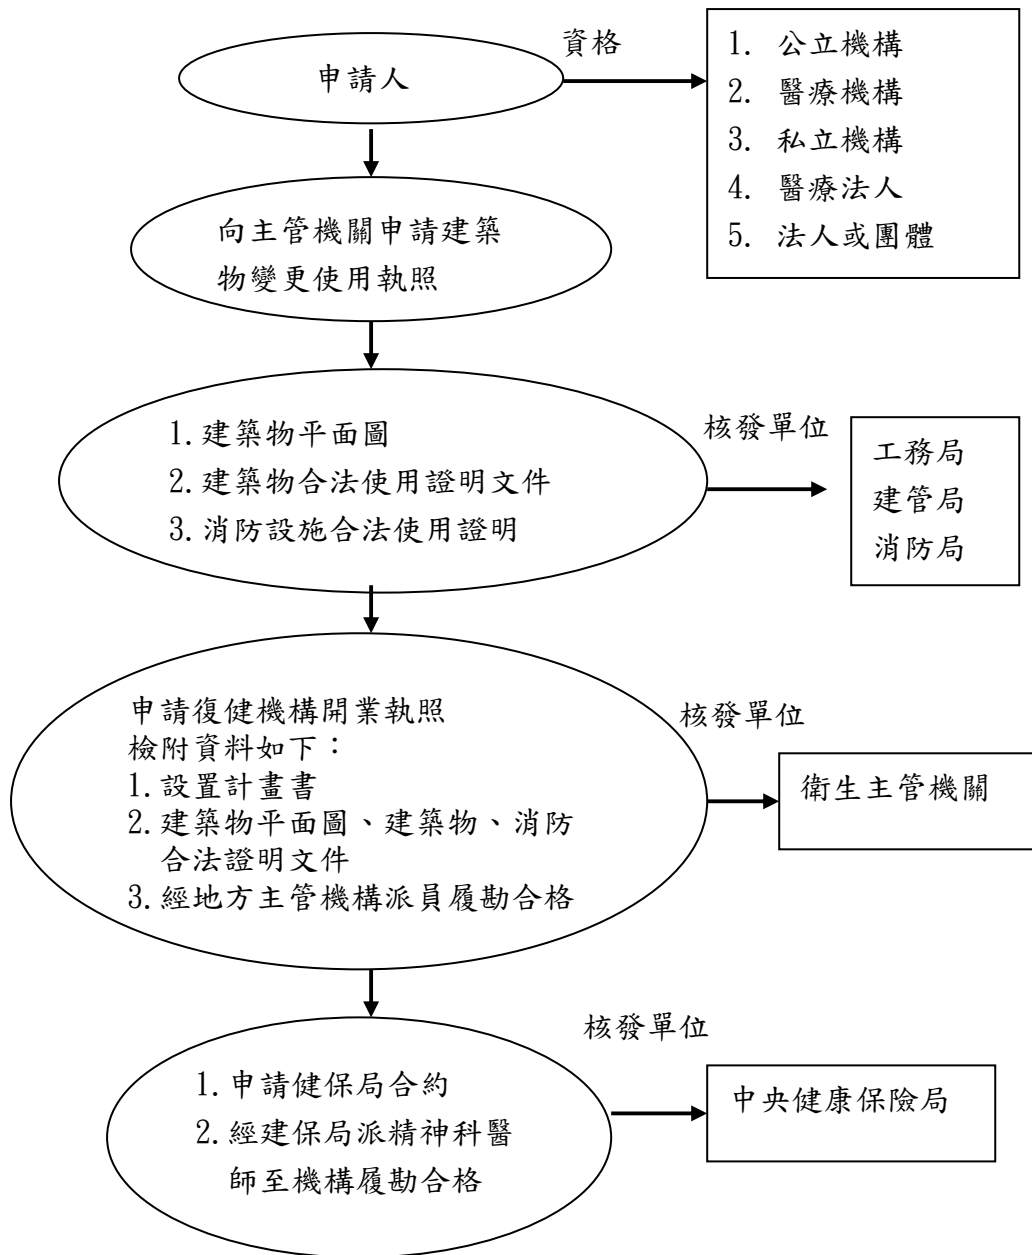 申請人
資格
1. 公立機構
2. 醫療機構
3. 私立機構
4. 醫療法人
5. 法人或團體
向主管機關申請建築
物變更使用執照
1.建築物平面圖
2.建築物合法使用證明文件
3.消防設施合法使用證明
核發單位
工務局
建管局
消防局
申請復健機構開業執照
檢附資料如下：
1.設置計畫書
2.建築物平面圖、建築物、消防
合法證明文件
3.經地方主管機構派員履勘合格
核發單位
衛生主管機關
1.申請健保局合約
2.經建保局派精神科醫
師至機構履勘合格
核發單位
中央健康保險局